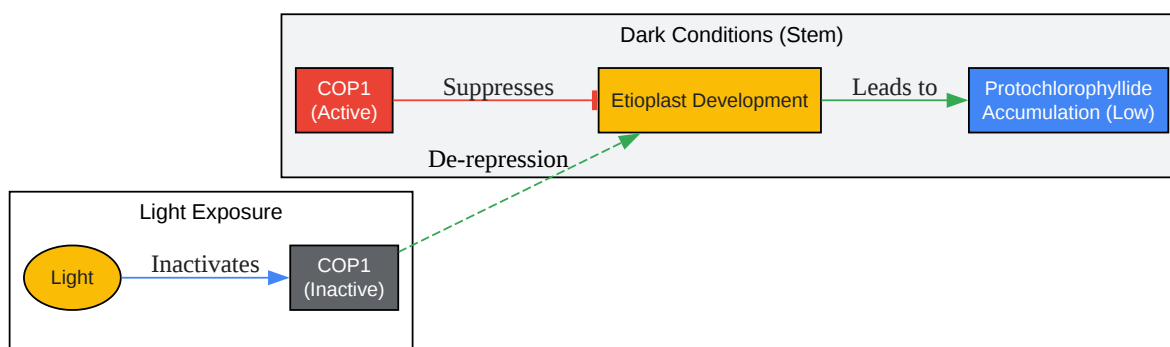 Dark Conditions (Stem)
COP1
(Active)
Suppresses
Etioplast Development
Leads to
Protochlorophyllide
Accumulation (Low)
De-repression
Light Exposure
Light
Inactivates
COP1
(Inactive)